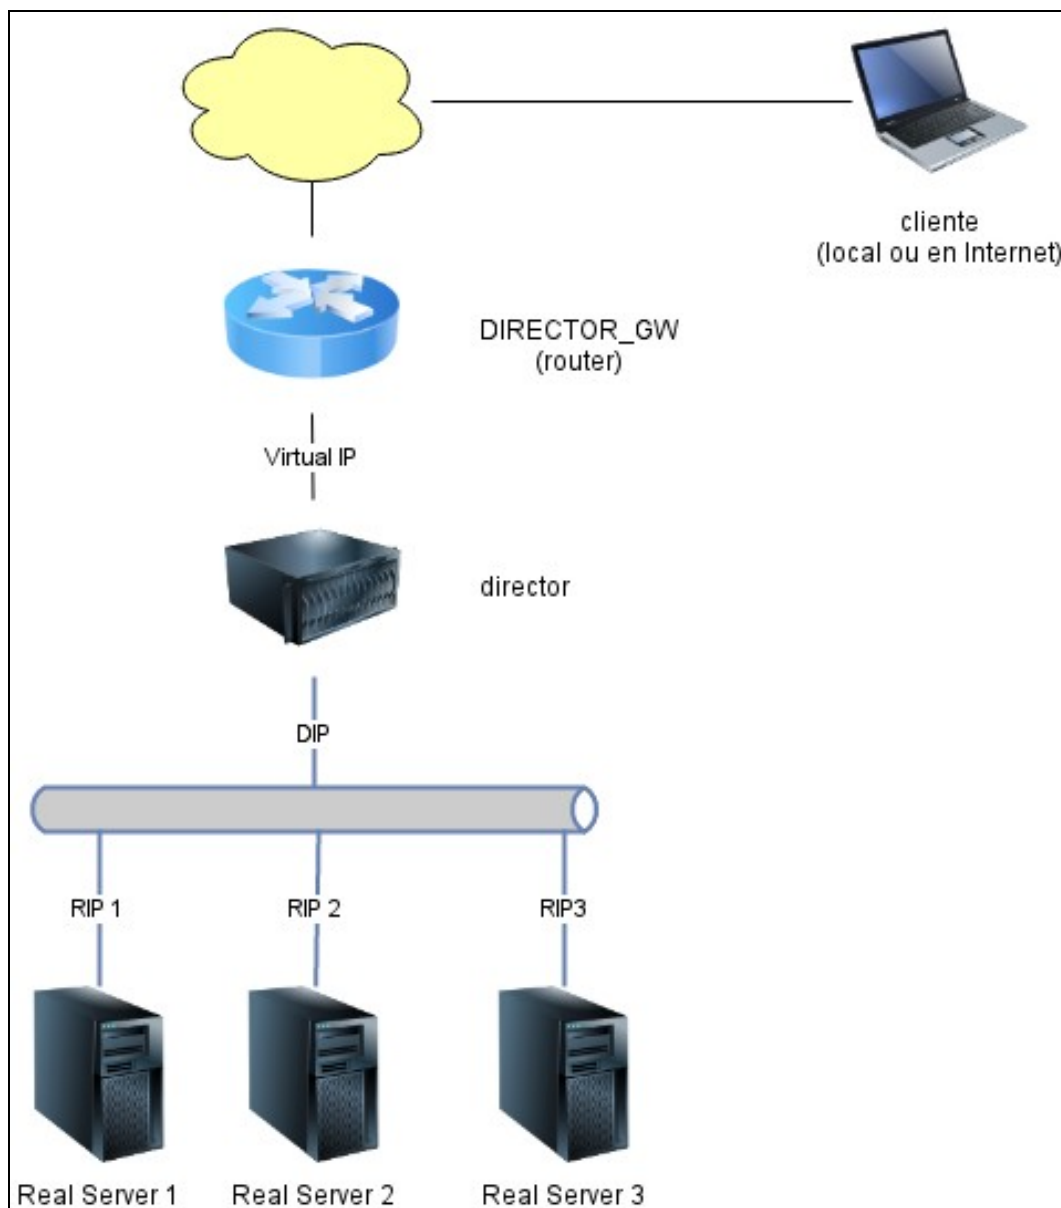 cliente
(local ou en Internet)
DIRECTOR_GW
(router)
Virtual IP
director
DIP
RIP 1
RIP 2
RIP3
Real Server 1
Real Server 2
Real Server 3